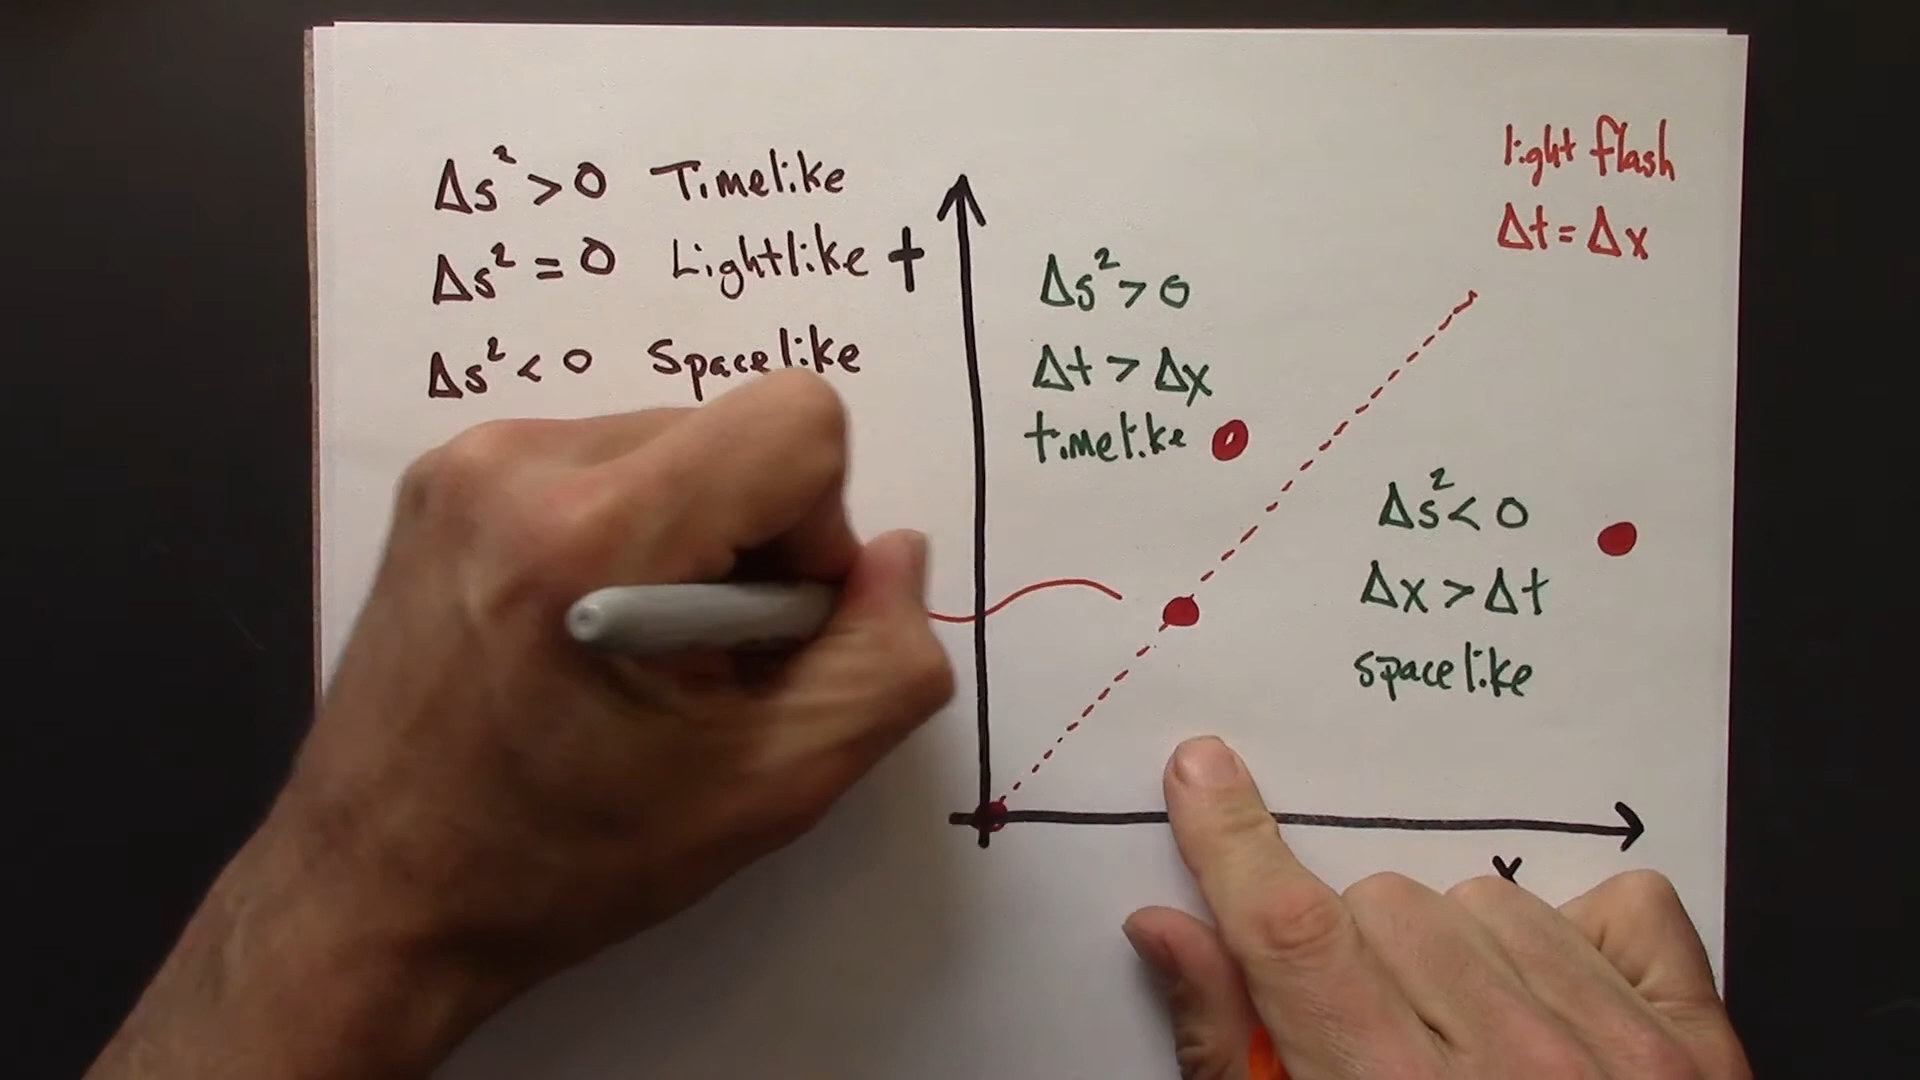 Δs² > 0 Timelike
Δs² = 0 Lightlike
Δs² < 0 Spacelike
t
Δs² > 0
Δt > Δx
timelike
light flash
Δt = Δx
Δs² < 0
Δx > Δt
spacelike